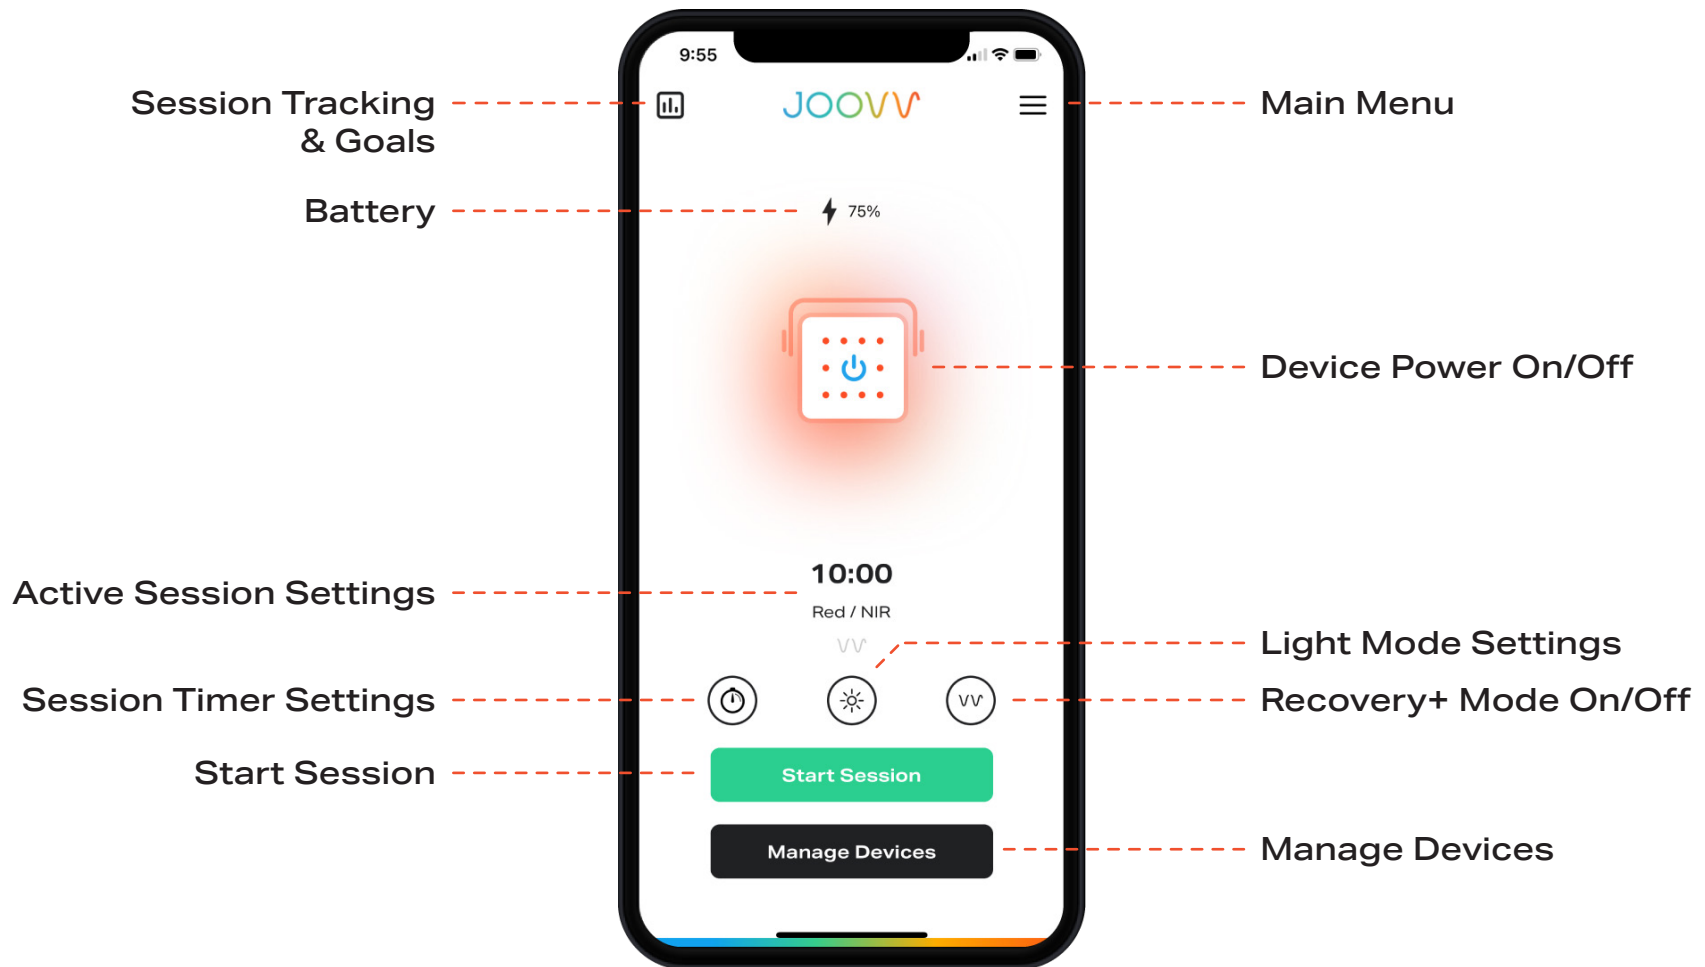 9:55
Session Tracking
& Goals
JOOVV
Main Menu
Battery
75%
Device Power On/Off
10:00
Active Session Settings
Red / NIR
Light Mode Settings
Session Timer Settings
Recovery+ Mode On/Off
Start Session
Start Session
Manage Devices
Manage Devices